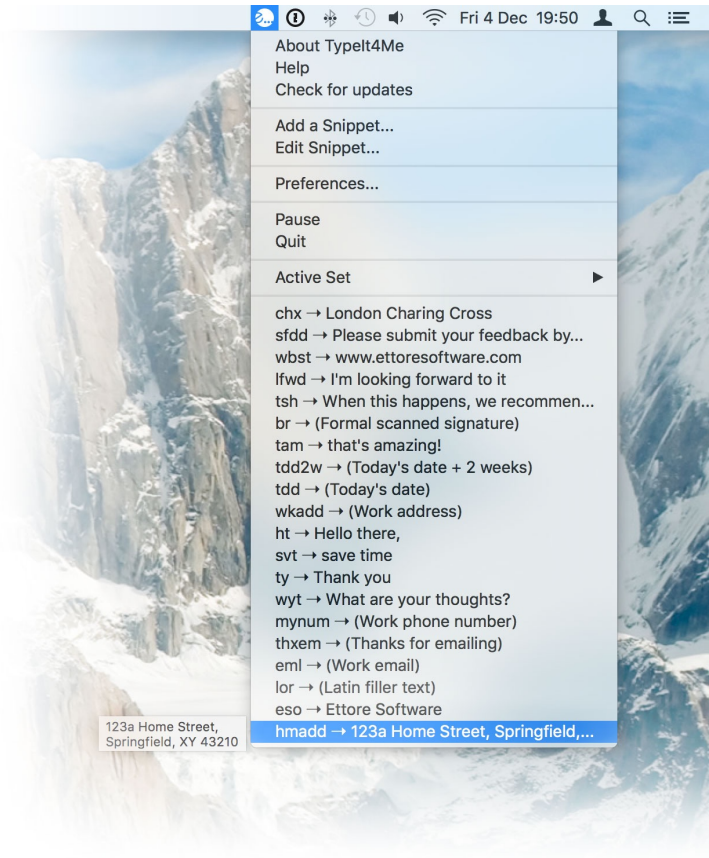 Fri 4 Dec 19:50
About TypeIt4Me
Help
Check for updates
Add a Snippet...
Edit Snippet...
Preferences...
Pause
Quit
Active Set
chx → London Charing Cross
sfdd → Please submit your feedback by...
wbst → www.ettoresoftware.com
lfwd → I'm looking forward to it
tsh → When this happens, we recommen...
br → (Formal scanned signature)
tam → that's amazing!
tdd2w → (Today's date + 2 weeks)
tdd → (Today's date)
wkadd → (Work address)
ht → Hello there,
svt → save time
ty → Thank you
wyt → What are your thoughts?
mynum → (Work phone number)
thxem → (Thanks for emailing)
eml → (Work email)
lor → (Latin filler text)
eso → Ettore Software
hmadd → 123a Home Street, Springfield,...
123a Home Street,
Springfield, XY 43210